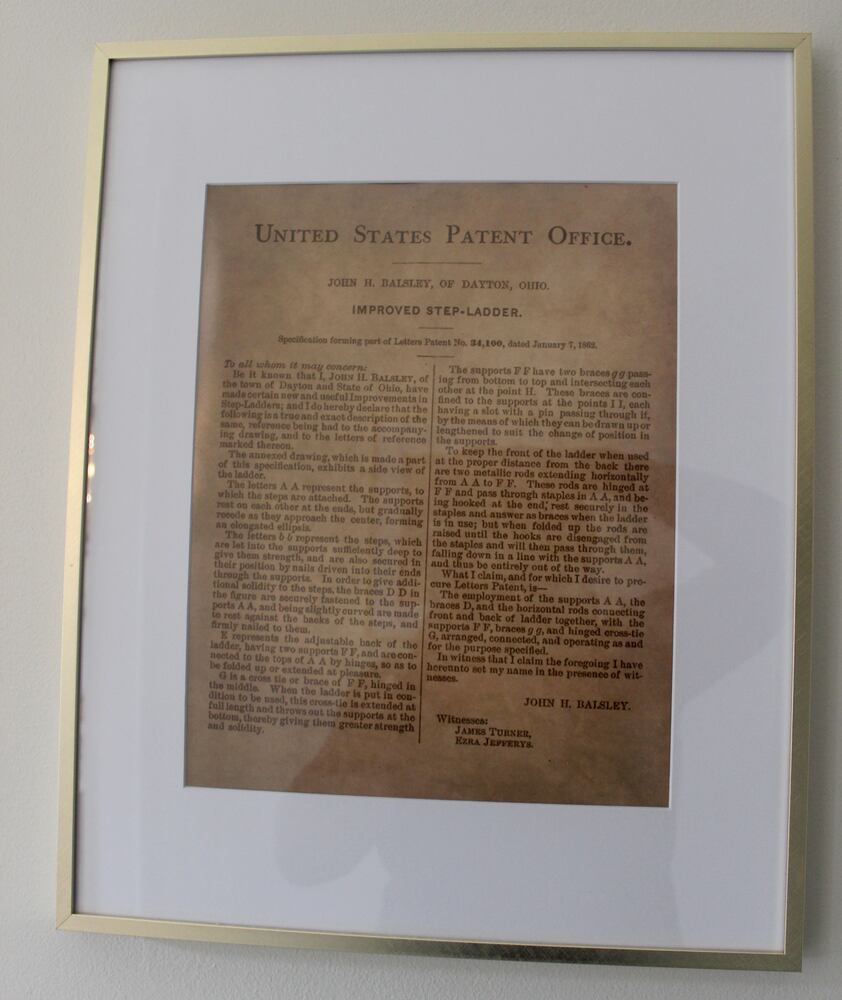 UNITED STATES PATENT OFFICE.
JOHN H. BALSLEY, OF DAYTON, OHIO.
IMPROVED STEP-LADDER.
Specification forming part of Letters Patent No. 34,100, dated January 7, 1862.
To all whom it may concern:
Be it known that I, JOHN H. BALSLEY, of
the town of Dayton and State of Ohio, have
made certain new and useful Improvements in
Step-Ladders; and I do hereby declare that the
following is a true and exact description of the
same, reference being had to the accompany-
ing drawing, and to the letters of reference
marked thereon.
The annexed drawing, which is made a part
of this specification, exhibits a side view of
the ladder.
The letters A A represent the supports, to
which the steps are attached. The supports
rest on each other at the ends, but gradually
recede as they approach the center, forming
an elongated ellipsis.
The letters b b represent the steps, which
are let into the supports sufficiently deep to
give them strength, and are also secured in
their position by nails driven into their ends
through the supports. In order to give addi-
tional solidity to the steps, the braces D D in
the figure are securely fastened to the sup-
ports A A, and being slightly curved are made
to rest against the backs of the steps, and
firmly nailed to them.
E represents the adjustable back of the
ladder, having two supports F F, and are con-
nected to the tops of A A by hinges, so as to
be folded up or extended at pleasure.
G is a cross tie or brace of F F, hinged in
the middle. When the ladder is put in con-
dition to be used, this cross-tie is extended at
full length and throws out the supports at the
bottom, thereby giving them greater strength
and solidity.
The supports F F have two braces g g pass-
ing from bottom to top and intersecting each
other at the point H. These braces are con-
fined to the supports at the points I I, each
having a slot with a pin passing through it,
by the means of which they can be drawn up or
lengthened to suit the change of position in
the supports.
To keep the front of the ladder when used
at the proper distance from the back there
are two metallic rods extending horizontally
from A A to F F. These rods are hinged at
F F and pass through staples in A A, and be-
ing hooked at the end, rest securely in the
staples and answer as braces when the ladder
is in use; but when folded up the rods are
raised until the hooks are disengaged from
the staples and will then pass through them,
falling down in a line with the supports A A,
and thus be entirely out of the way.
What I claim, and for which I desire to pro-
cure Letters Patent, is—
The employment of the supports A A, the
braces D, and the horizontal rods connecting
front and back of ladder together, with the
supports F F, braces g g, and hinged cross-tie
G, arranged, connected, and operating as and
for the purpose specified.
In witness that I claim the foregoing I have
hereunto set my name in the presence of wit-
nesses.
JOHN H. BALSLEY.
Witnesses:
JAMES TURNER,
EZRA JEFFERYS.